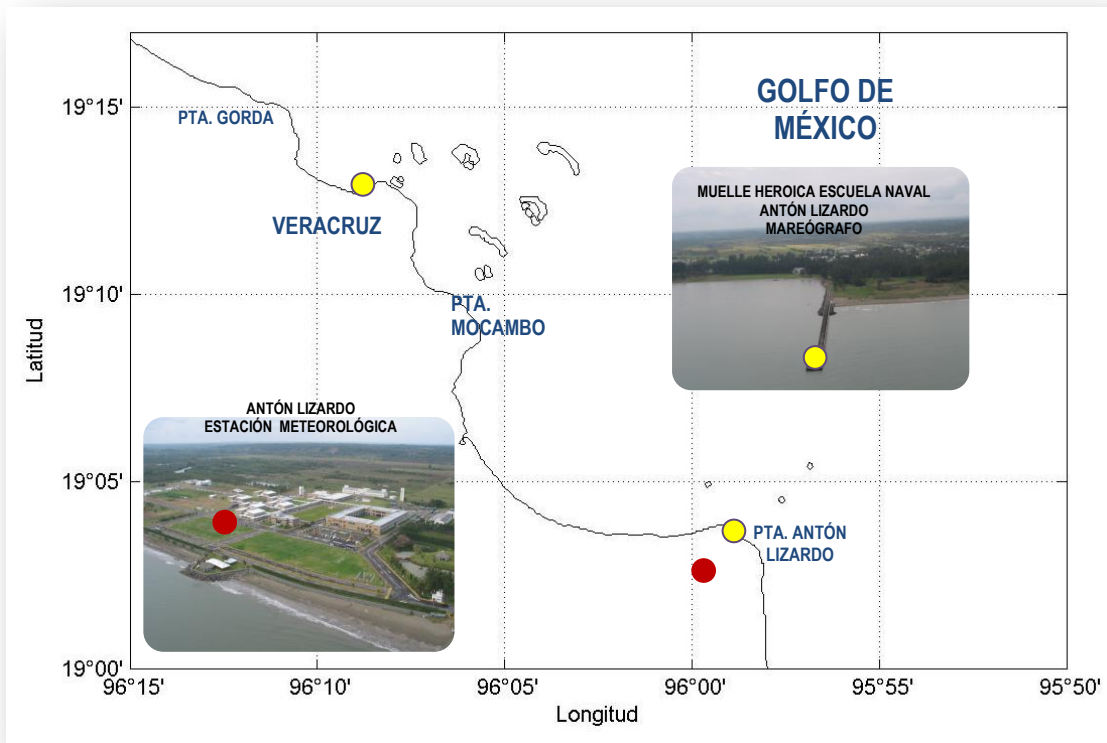 GOLFO DE
MÉXICO
19°15'
PTA. GORDA
MUELLE HEROICA ESCUELA NAVAL
ANTÓN LIZARDO
MAREÓGRAFO
VERACRUZ
19°10'
PTA.
MOCAMBO
Latitud
ANTÓN LIZARDO
ESTACIÓN METEOROLÓGICA
19°05'
PTA. ANTÓN
LIZARDO
19°00'
96°15'
96°10'
96°05'
96°00'
95°55'
95°50'
Longitud